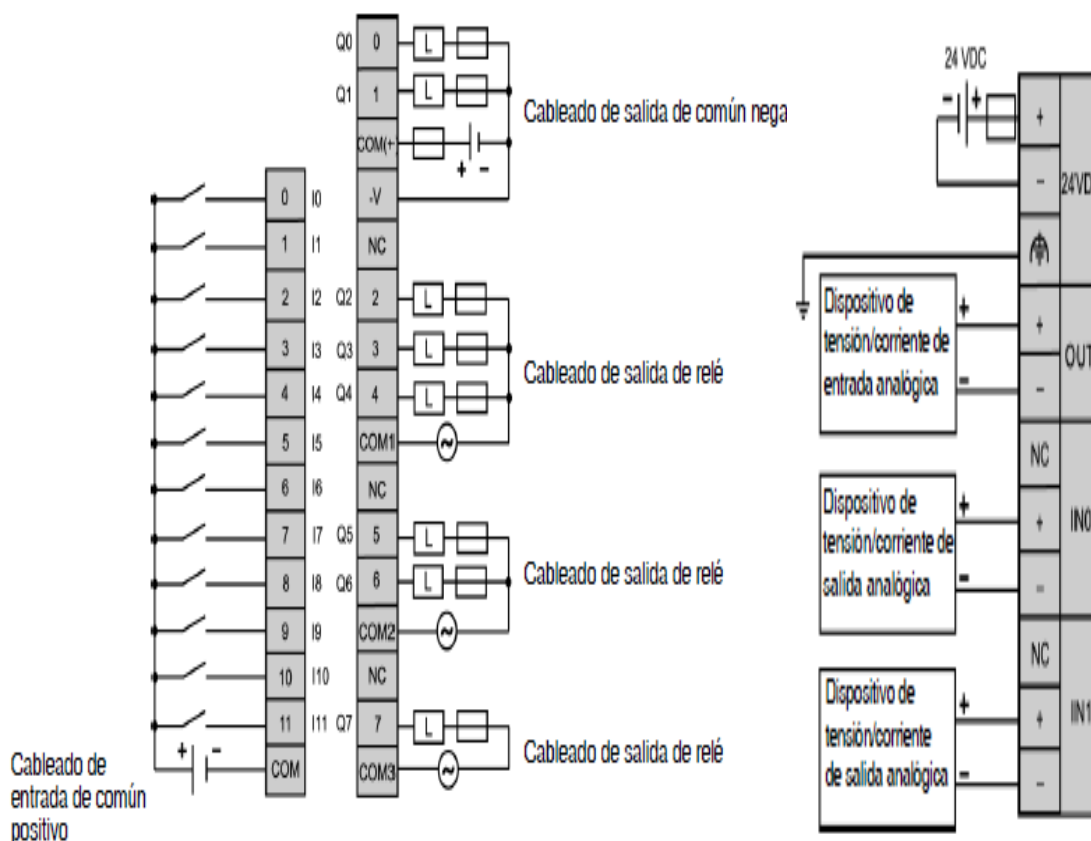 Q0 0 L
Q1 1 L
COM(+)
+ -
-V
NC
Cableado de salida de común nega
0 I0
1 I1
2 I2 Q2 2 L
3 I3 Q3 3 L
4 I4 Q4 4 L
5 I5 COM1 ~
6 I6 NC
7 I7 Q5 5 L
8 I8 Q6 6 L
9 I9 COM2 ~
10 I10 NC
11 I11 Q7 7 L
+ -
COM COM3 ~
Cableado de salida de relé
Cableado de salida de relé
Cableado de salida de relé
Cableado de
entrada de común
positivo
24 VDC
- +
+
-
24VD
Dispositivo de
tensión/corriente de
entrada analógica
+
-
+
-
OUT
NC
Dispositivo de
tensión/corriente de
salida analógica
+
-
+
-
IN0
NC
Dispositivo de
tensión/corriente
de salida analógica
+
-
+
-
IN1